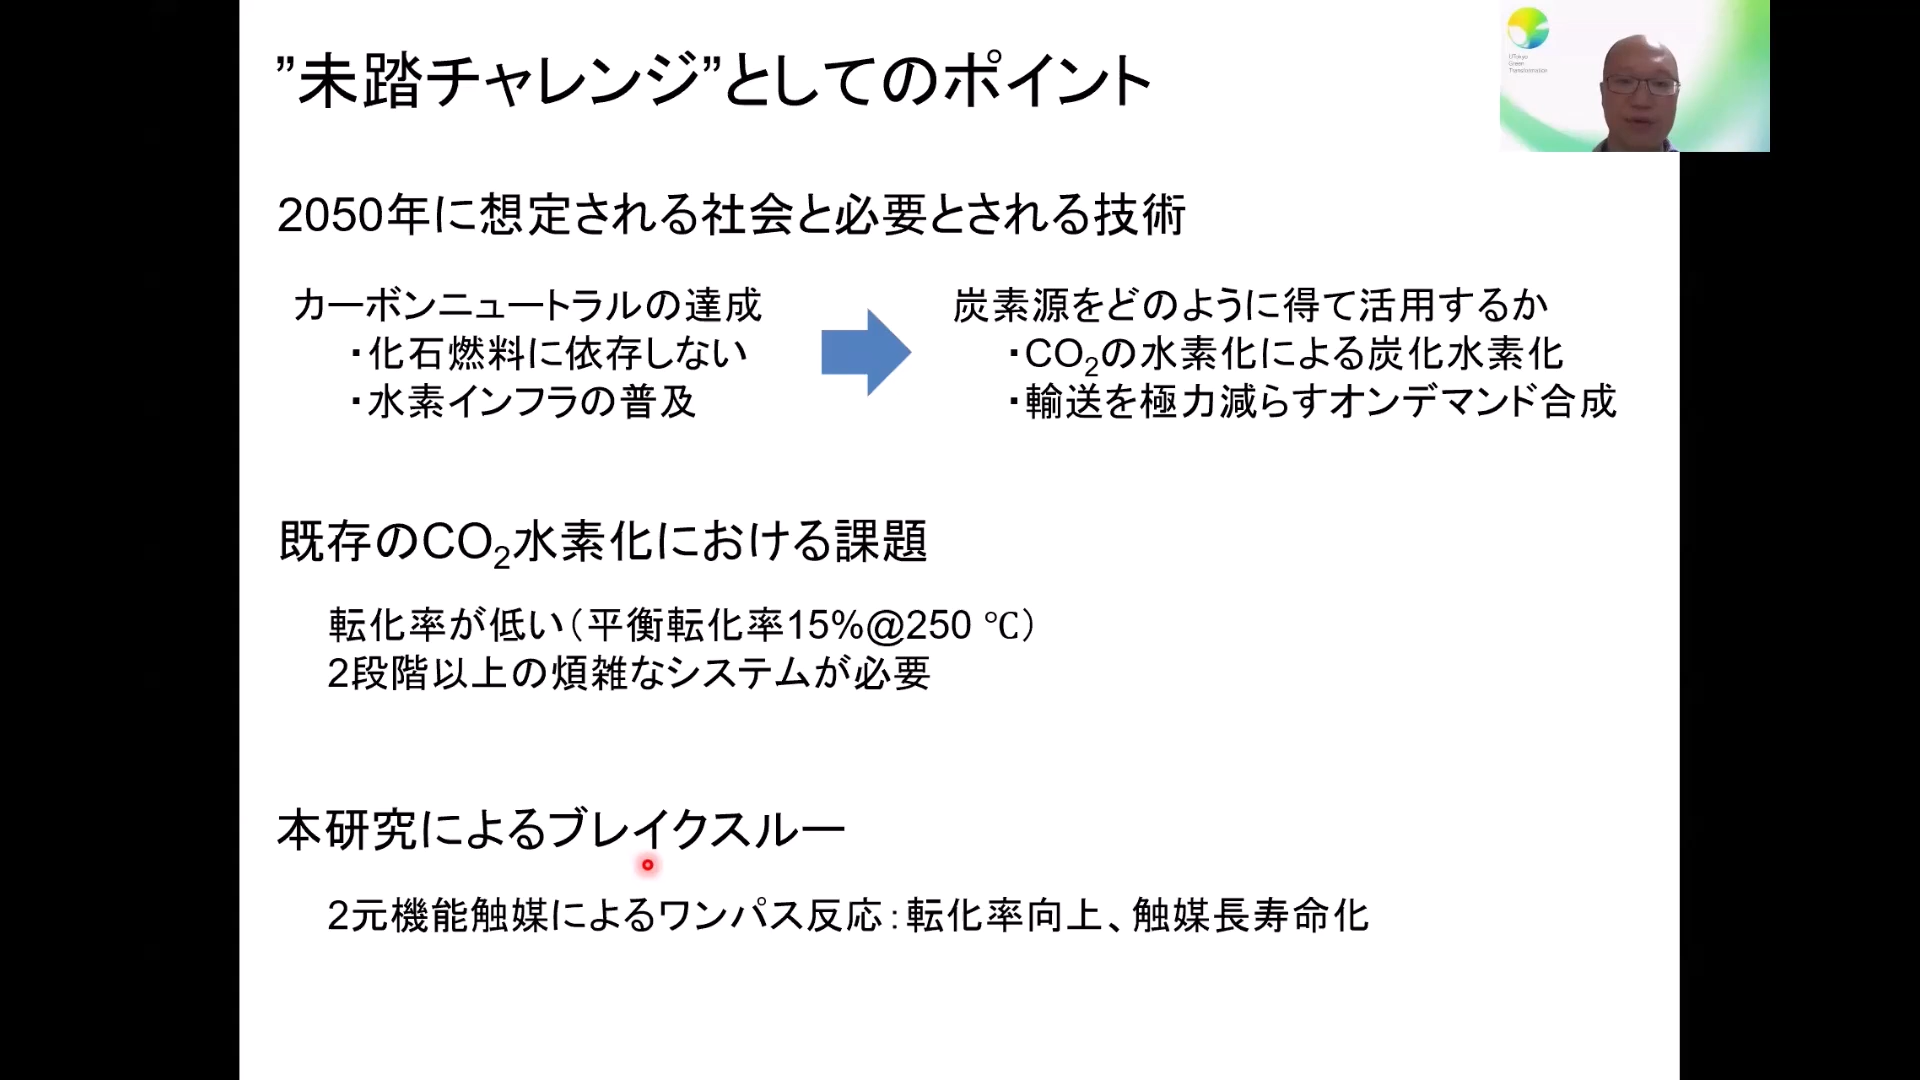 ”未踏チャレンジ”としてのポイント
UTokyo
Green
Transformation
2050年に想定される社会と必要とされる技術
カーボンニュートラルの達成
・化石燃料に依存しない
・水素インフラの普及
炭素源をどのように得て活用するか
・CO₂の水素化による炭化水素化
・輸送を極力減らすオンデマンド合成
既存のCO₂水素化における課題
転化率が低い（平衡転化率15%@250 ℃）
2段階以上の煩雑なシステムが必要
本研究によるブレイクスルー
2元機能触媒によるワンパス反応：転化率向上、触媒長寿命化